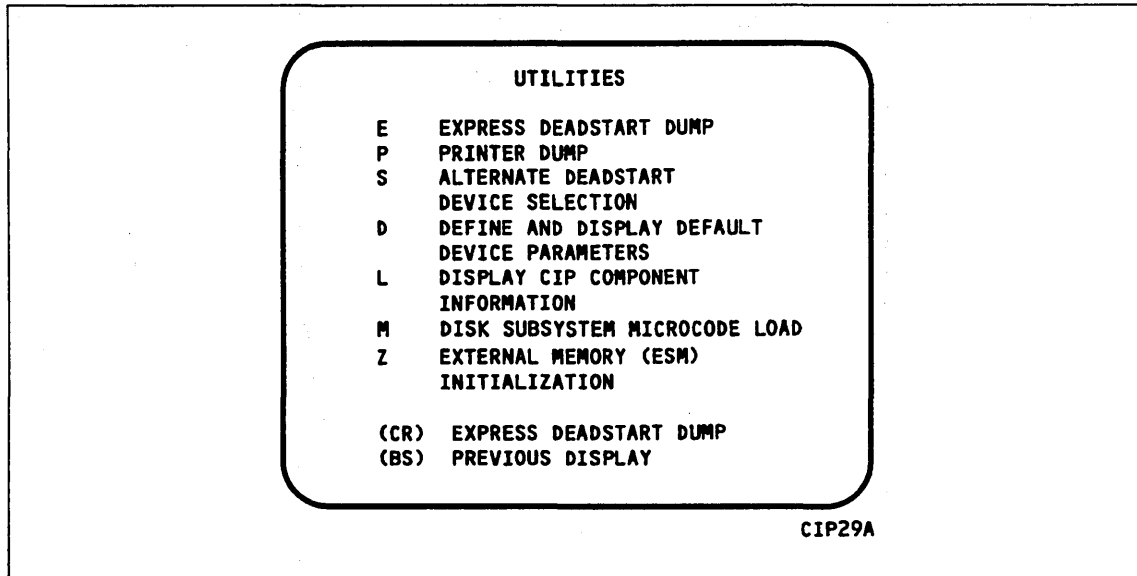 UTILITIES
E EXPRESS DEADSTART DUMP
P PRINTER DUMP
S ALTERNATE DEADSTART
DEVICE SELECTION
D DEFINE AND DISPLAY DEFAULT
DEVICE PARAMETERS
L DISPLAY CIP COMPONENT
INFORMATION
M DISK SUBSYSTEM MICROCODE LOAD
Z EXTERNAL MEMORY (ESM)
INITIALIZATION
(CR) EXPRESS DEADSTART DUMP
(BS) PREVIOUS DISPLAY
CIP29A